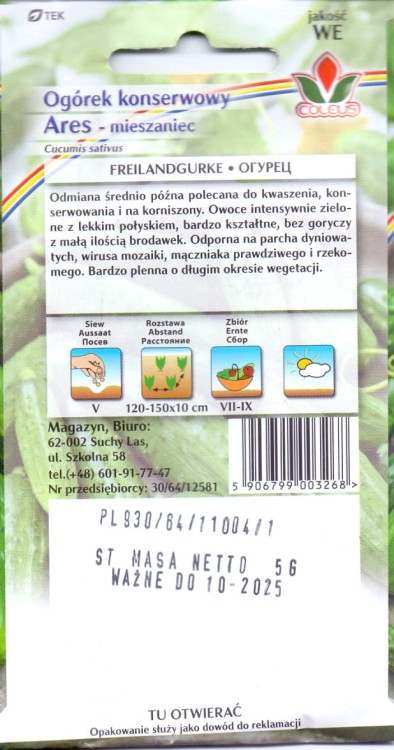 TEK
jakość
WE
COLEUS
Ogórek konserwowy
Ares - mieszaniec
Cucumis sativus
FREILANDGURKE • ОГУРЕЦ
Odmiana średnio późna polecana do kwaszenia, kon-
serwowania i na korniszony. Owoce intensywnie zielo-
ne z lekkim połyskiem, bardzo kształtne, bez goryczy
z małą ilością brodawek. Odporna na parcha dyniowa-
tych, wirusa mozaiki, mączniaka prawdziwego i rzeko-
mego. Bardzo plenna o długim okresie wegetacji.
Siew
Aussaat
Посев
Rozstawa
Abstand
Расстояние
Zbiór
Ernte
Сбор
V
120-150x10 cm
VII-IX
Magazyn, Biuro:
62-002 Suchy Las,
ul. Szkolna 58
tel.(+48) 601-91-77-47
Nr przedsiębiorcy: 30/64/12581
5 906799 003268 >
PL930/64/11004/1
ST MASA NETTO 5G
WAŻNE DO 10-2025
TU OTWIERAĆ
Opakowanie służy jako dowód do reklamacji